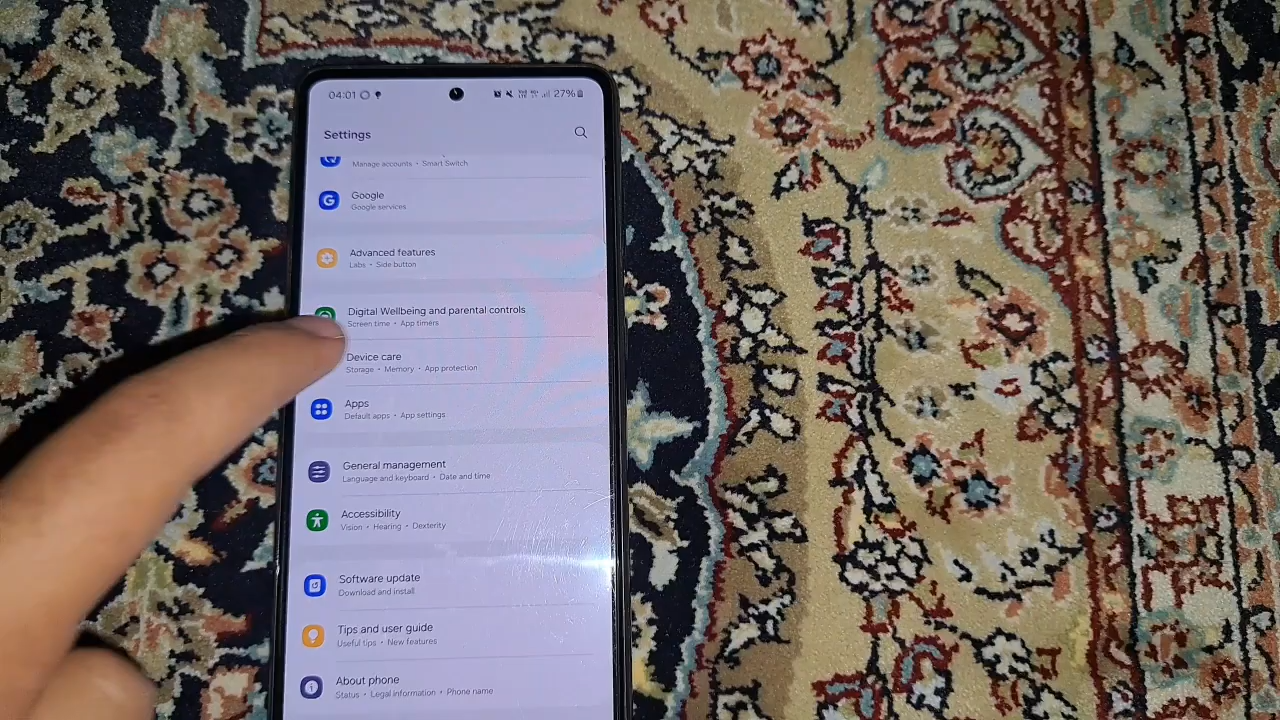 04:01 27%
Settings
Manage accounts • Smart Switch
Google
Google services
Advanced features
Labs • Side button
Digital Wellbeing and parental controls
Screen time • App timers
Device care
Storage • Memory • App protection
Apps
Default apps • App settings
General management
Language and keyboard • Date and time
Accessibility
Vision • Hearing • Dexterity
Software update
Download and install
Tips and user guide
Useful tips • New features
About phone
Status • Legal information • Phone name